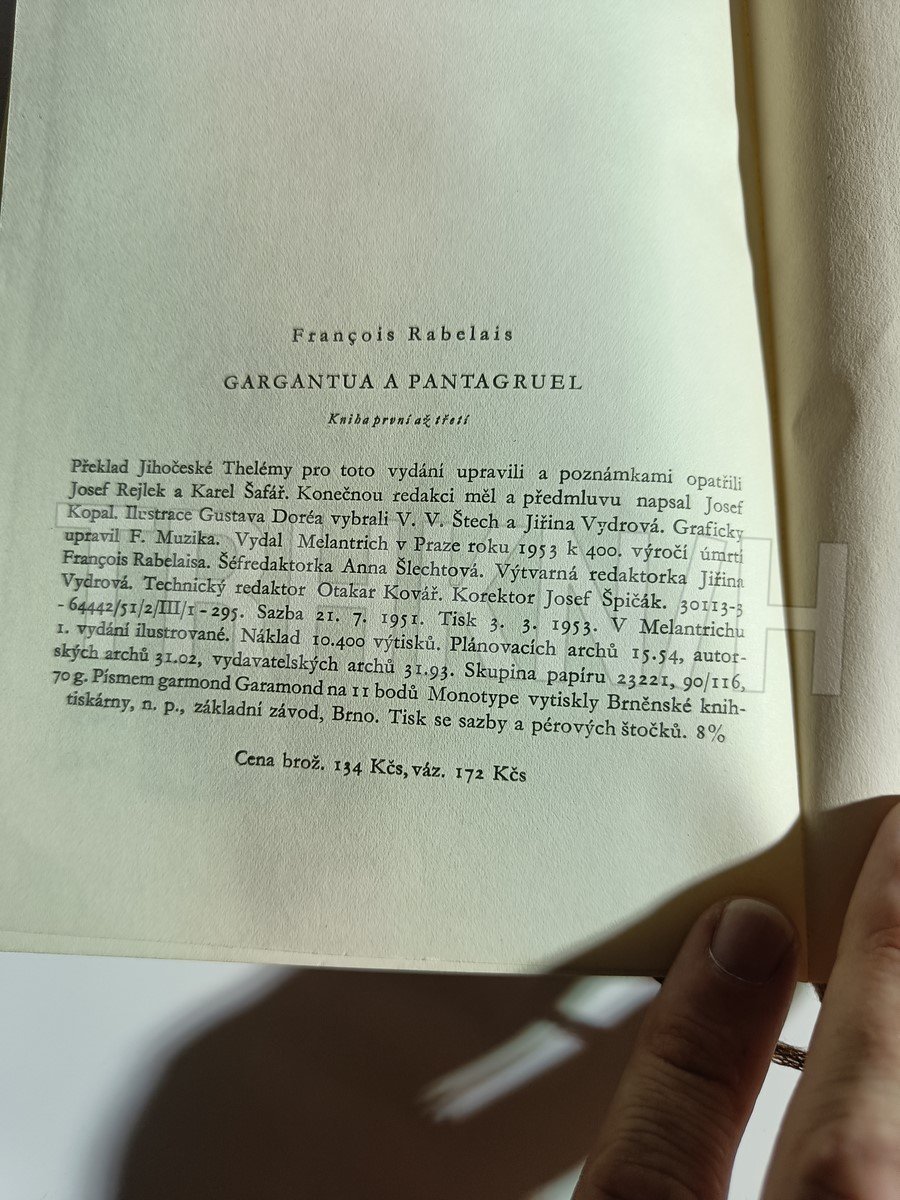 François Rabelais
GARGANTUA A PANTAGRUEL
Kniha první až třetí
Překlad Jihočeské Thelémy pro toto vydání upravili a poznámkami opatřili
Josef Rejlek a Karel Šafář. Konečnou redakci měl a předmluvu napsal Josef
Kopal. Ilustrace Gustava Doréa vybrali V. V. Štech a Jiřina Vydrová. Graficky
upravil F. Muzika. Vydal Melantrich v Praze roku 1953 k 400. výročí úmrtí
François Rabelaisa. Šéfredaktorka Anna Šlechtová. Výtvarná redaktorka Jiřina
Vydrová. Technický redaktor Otakar Kovář. Korektor Josef Špičák. 30113-3
- 64442/51/2/III/1 - 295. Sazba 21. 7. 1951. Tisk 3. 3. 1953. V Melantrichu
1. vydání ilustrované. Náklad 10.400 výtisků. Plánovacích archů 15.54, autor-
ských archů 31.02, vydavatelských archů 31.93. Skupina papíru 23221, 90/116,
70 g. Písmem garmond Garamond na 11 bodů Monotype vytiskly Brněnské knih-
tiskárny, n. p., základní závod, Brno. Tisk se sazby a pérových štočků. 8%
Cena brož. 134 Kčs, váz. 172 Kčs